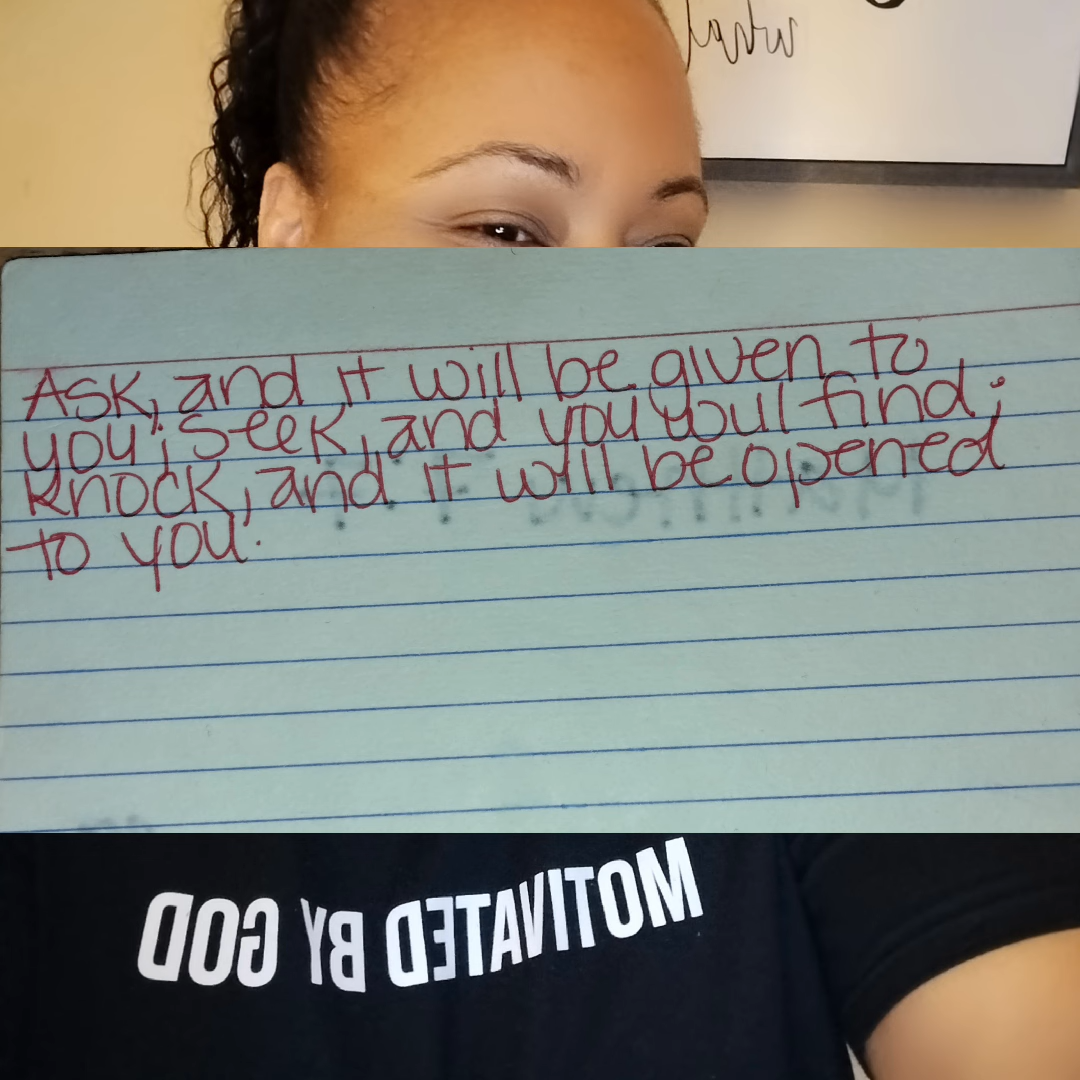 Ask, and it will be given to
you; seek, and you woul find;
knock, and it will be opened
to you.
MOTIVATED BY GOD